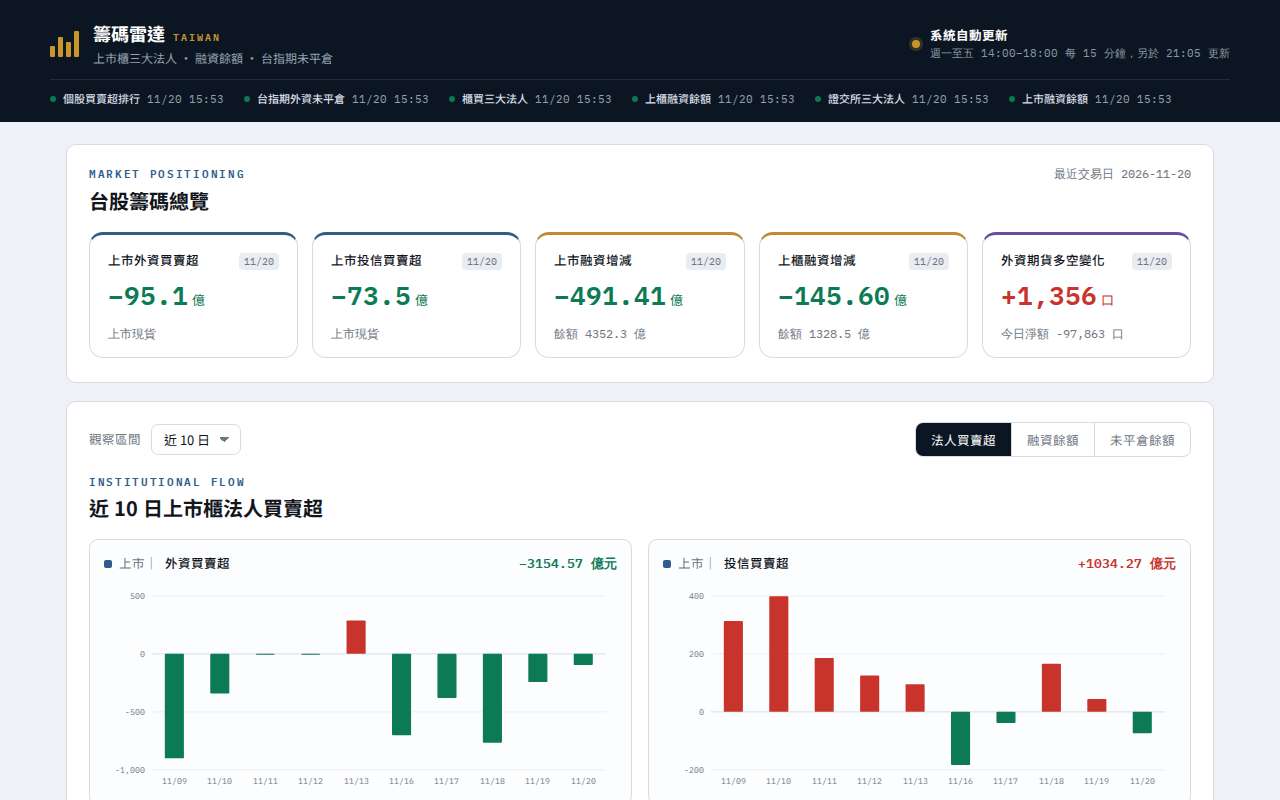 籌碼雷達 TAIWAN
上市櫃三大法人・融資餘額・台指期未平倉
系統自動更新
週一至五 14:00–18:00 每 15 分鐘，另於 21:05 更新
個股買賣超排行 11/20 15:53 台指期外資未平倉 11/20 15:53 櫃買三大法人 11/20 15:53 上櫃融資餘額 11/20 15:53 證交所三大法人 11/20 15:53 上市融資餘額 11/20 15:53
MARKET POSITIONING
最近交易日 2026-11-20
台股籌碼總覽
上市外資買賣超 11/20
−95.1 億
上市現貨
上市投信買賣超 11/20
−73.5 億
上市現貨
上市融資增減 11/20
−491.41 億
餘額 4352.3 億
上櫃融資增減 11/20
−145.60 億
餘額 1328.5 億
外資期貨多空變化 11/20
+1,356 口
今日淨額 -97,863 口
觀察區間 近 10 日
法人買賣超 融資餘額 未平倉餘額
INSTITUTIONAL FLOW
近 10 日上市櫃法人買賣超
上市｜ 外資買賣超 −3154.57 億元
500
0
-500
-1,000
11/09 11/10 11/11 11/12 11/13 11/16 11/17 11/18 11/19 11/20
上市｜ 投信買賣超 +1034.27 億元
400
200
0
-200
11/09 11/10 11/11 11/12 11/13 11/16 11/17 11/18 11/19 11/20